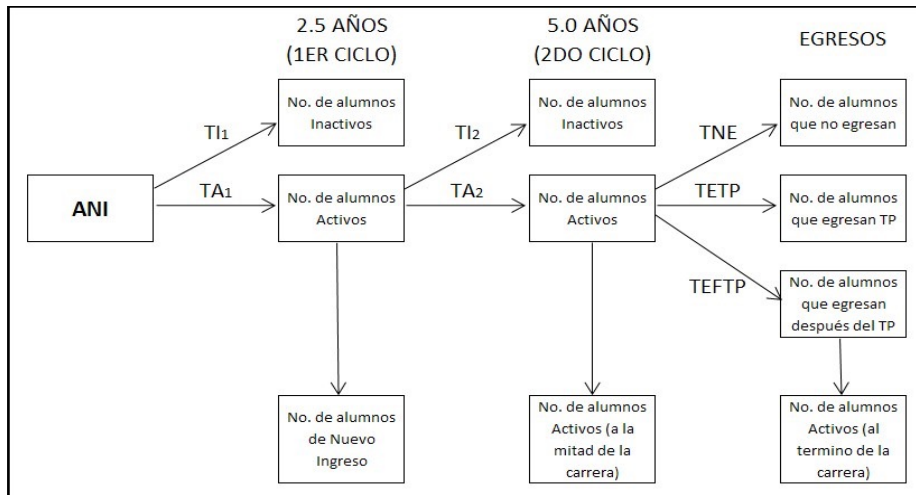 2.5 AÑOS
(1ER CICLO)
5.0 AÑOS
(2DO CICLO)
EGRESOS
No. de alumnos
Inactivos
No. de alumnos
Inactivos
No. de alumnos
que no egresan
TI1
TI2
TNE
ANI
TA1
No. de alumnos
Activos
TA2
No. de alumnos
Activos
TETP
No. de alumnos
que egresan TP
TEFTP
No. de alumnos
que egresan
después del TP
No. de alumnos
de Nuevo
Ingreso
No. de alumnos
Activos (a la
mitad de la
carrera)
No. de alumnos
Activos (al
termino de la
carrera)